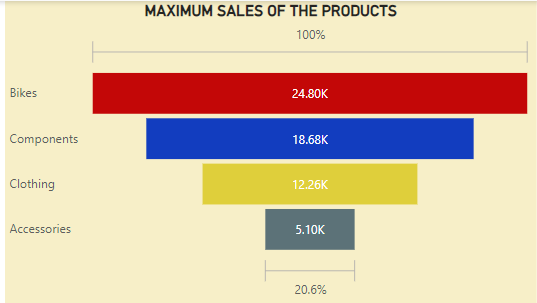 MAXIMUM SALES OF THE PRODUCTS
100%
Bikes 24.80K
Components 18.68K
Clothing 12.26K
Accessories 5.10K
20.6%